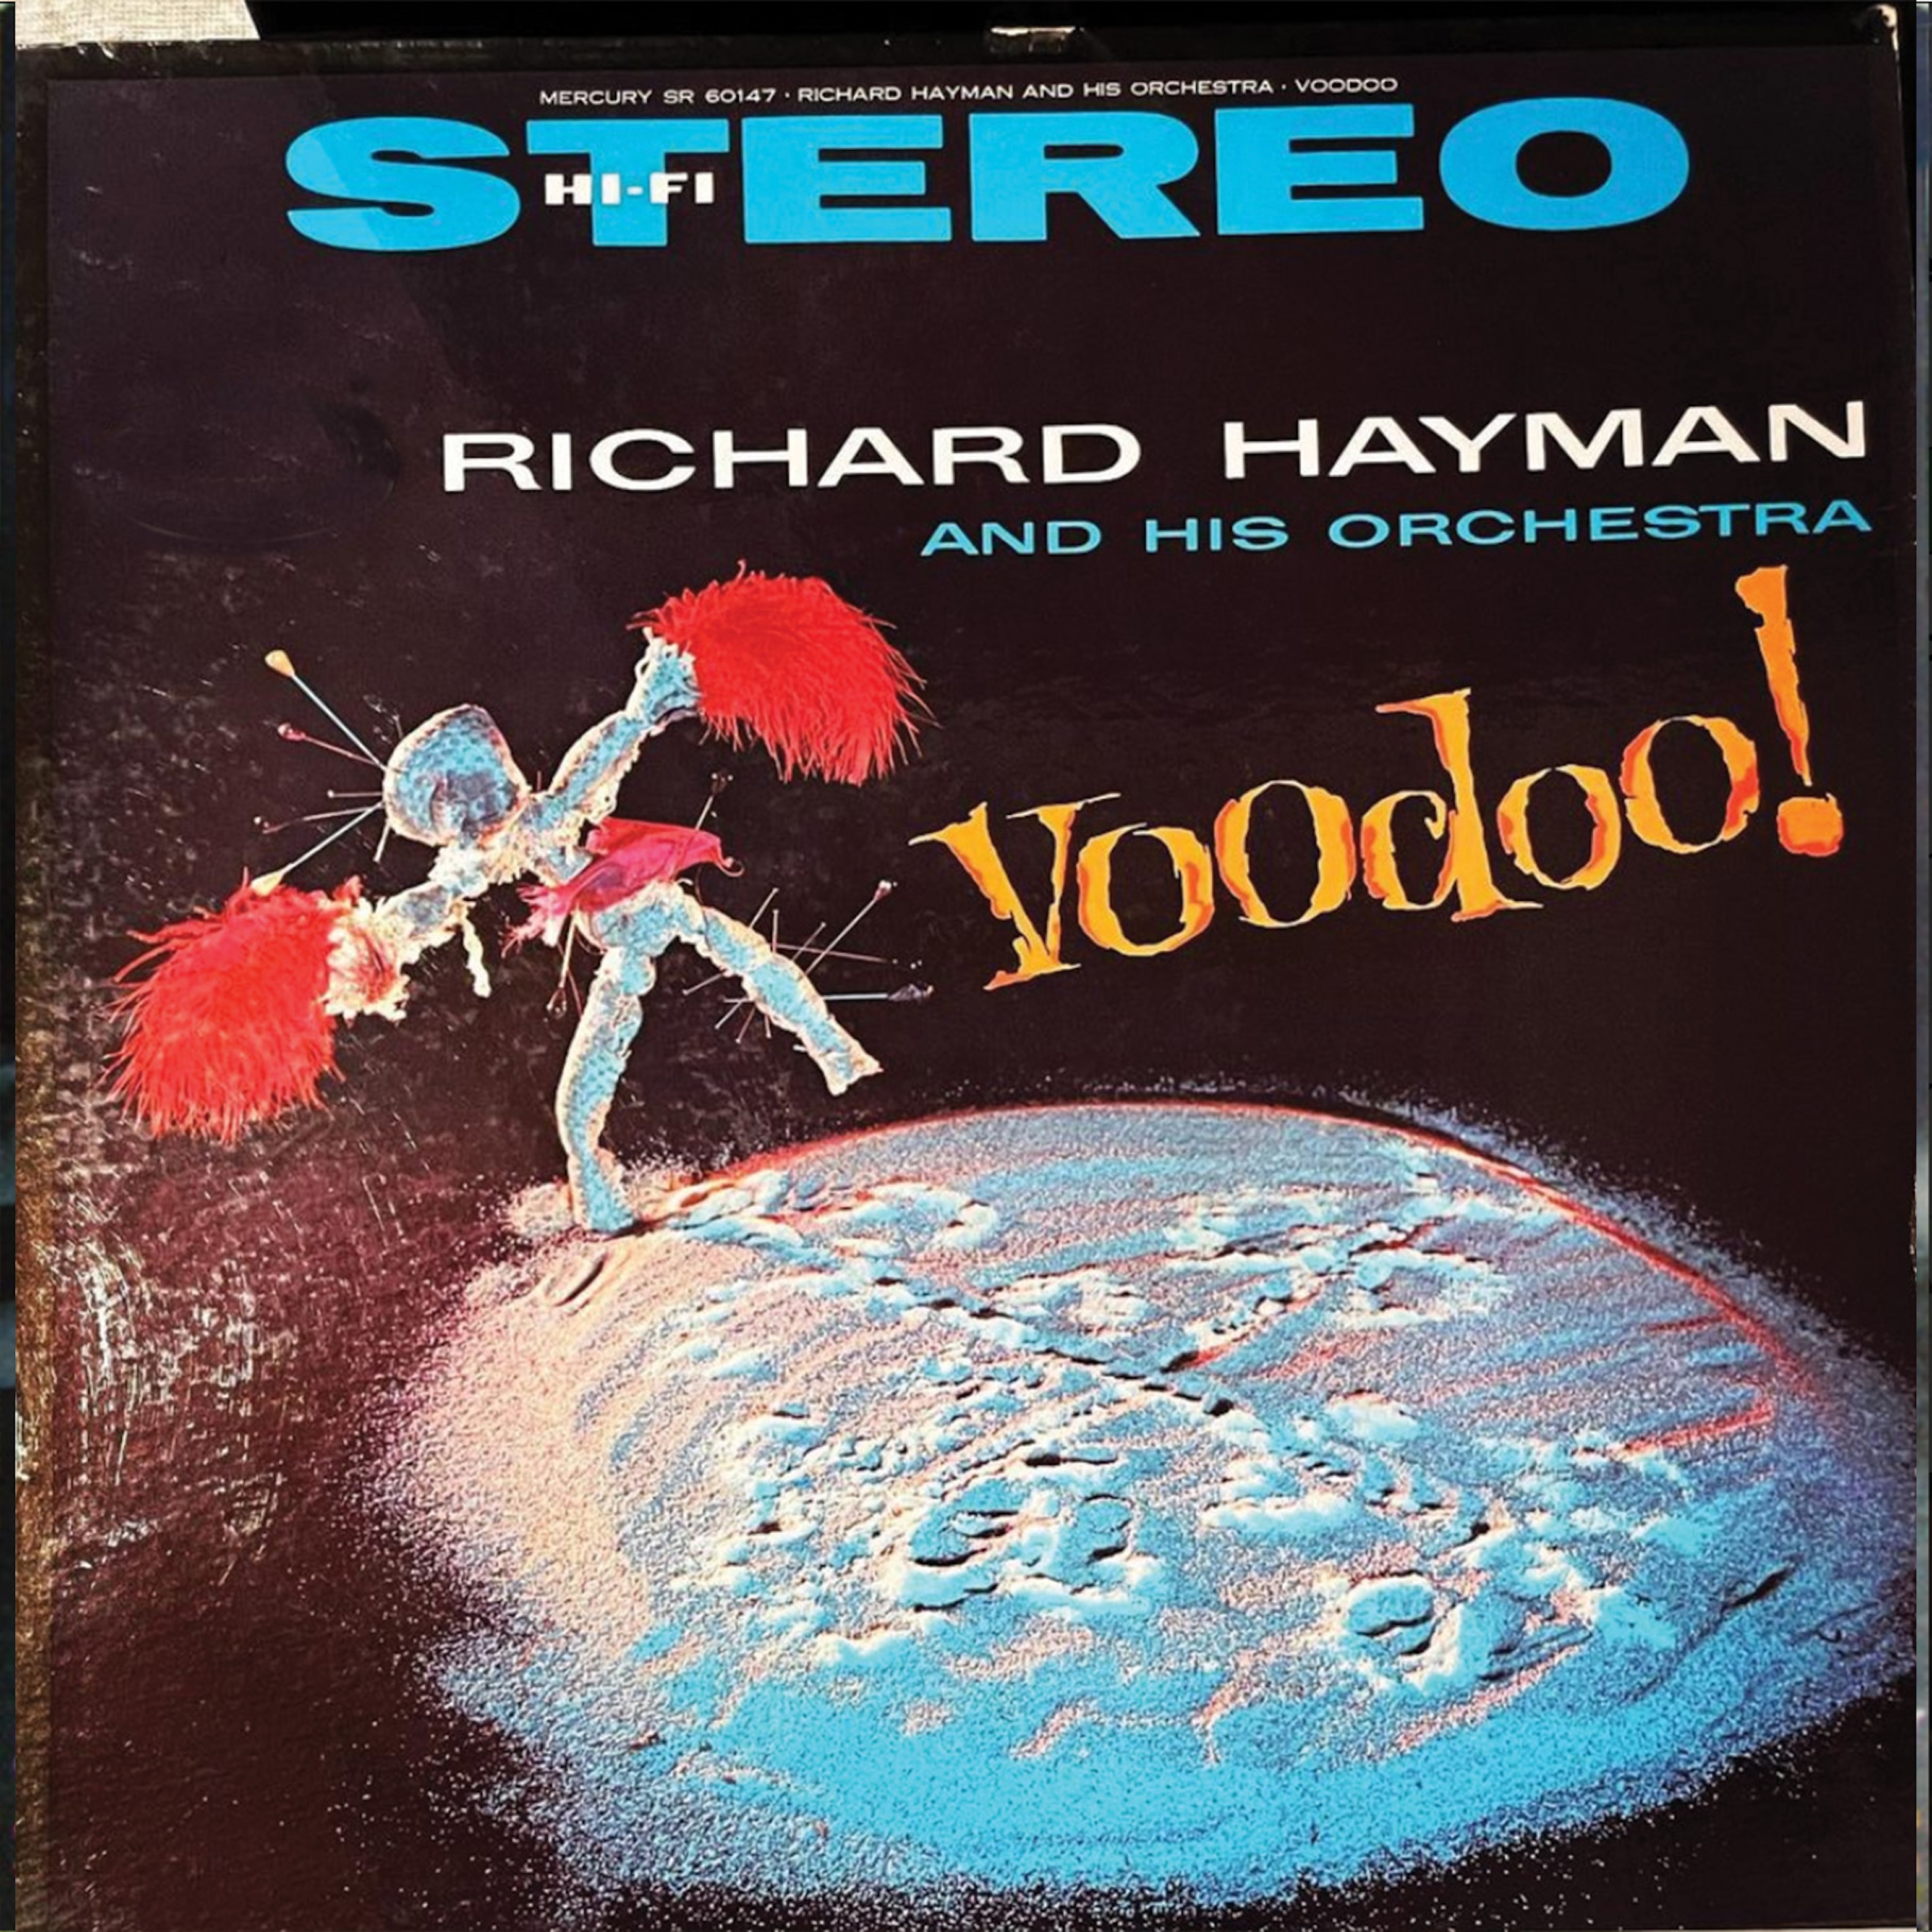 MERCURY SR 60147 · RICHARD HAYMAN AND HIS ORCHESTRA · VOODOO
STEREO
HI-FI
RICHARD HAYMAN
AND HIS ORCHESTRA
Voodoo!